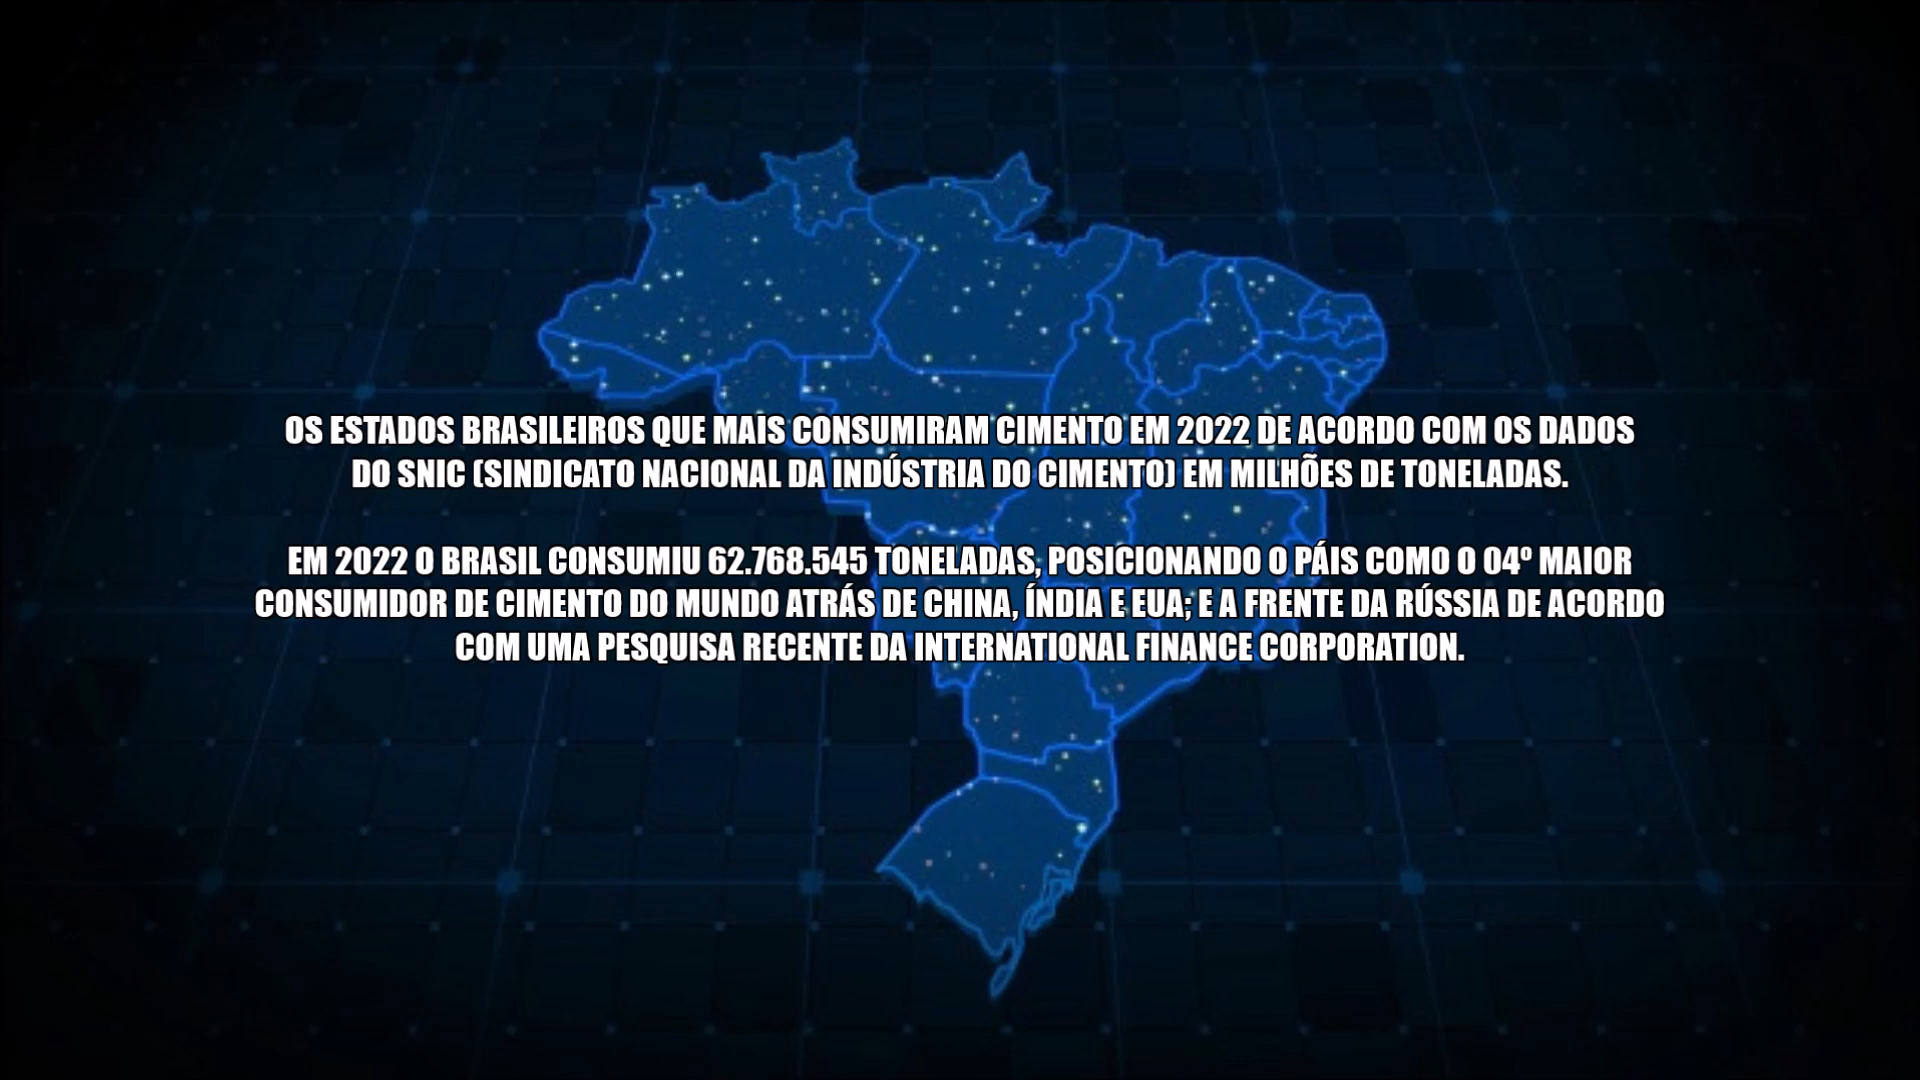 OS ESTADOS BRASILEIROS QUE MAIS CONSUMIRAM CIMENTO EM 2022 DE ACORDO COM OS DADOS
DO SNIC (SINDICATO NACIONAL DA INDÚSTRIA DO CIMENTO) EM MILHÕES DE TONELADAS.
EM 2022 O BRASIL CONSUMIU 62.768.545 TONELADAS, POSICIONANDO O PÁIS COMO O 04º MAIOR
CONSUMIDOR DE CIMENTO DO MUNDO ATRÁS DE CHINA, ÍNDIA E EUA; E A FRENTE DA RÚSSIA DE ACORDO
COM UMA PESQUISA RECENTE DA INTERNATIONAL FINANCE CORPORATION.